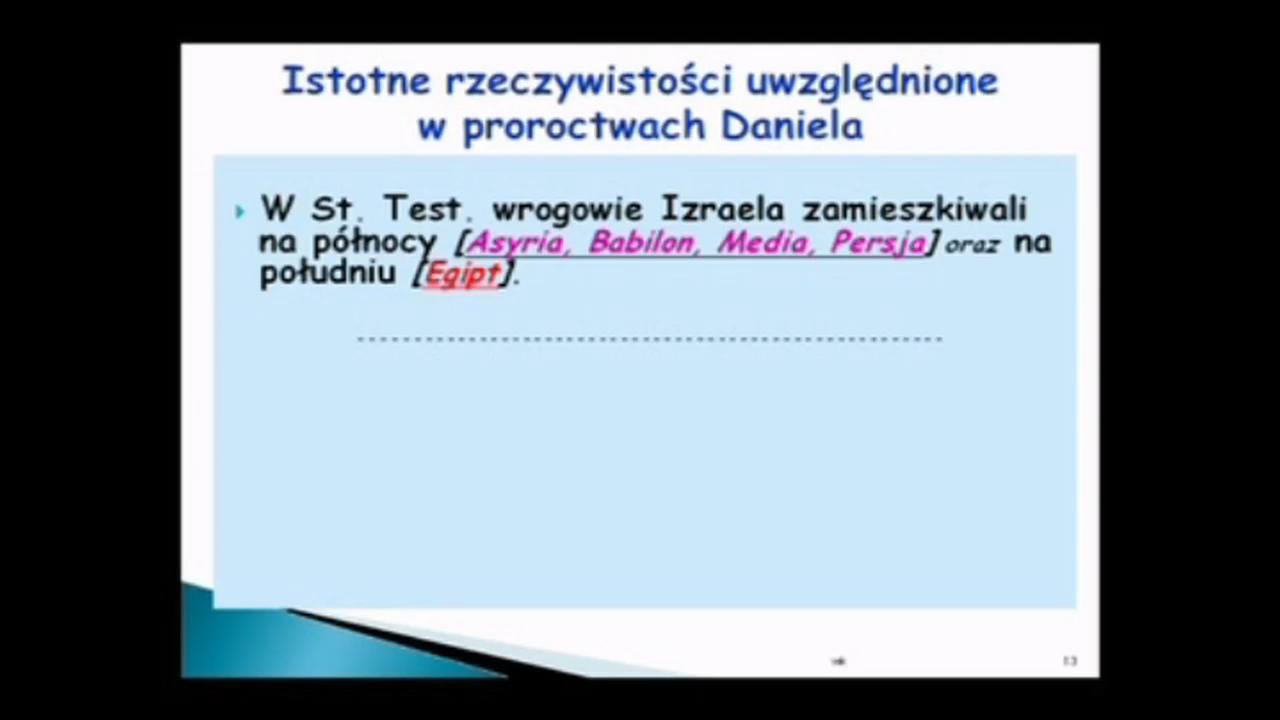 Istotne rzeczywistości uwzględnione
w proroctwach Daniela
W St. Test. wrogowie Izraela zamieszkiwali
na północy [Asyria, Babilon, Media, Persja] oraz na
południu [Egipt].
13